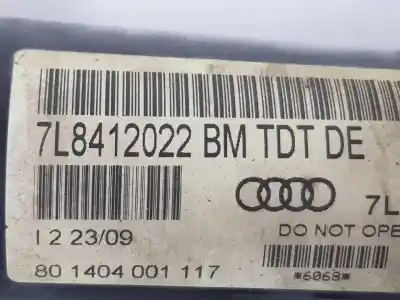 7L8412022 BM TDT DE
7L
I 2 23/09
DO NOT OPE
80 1404 001 117
*6068*